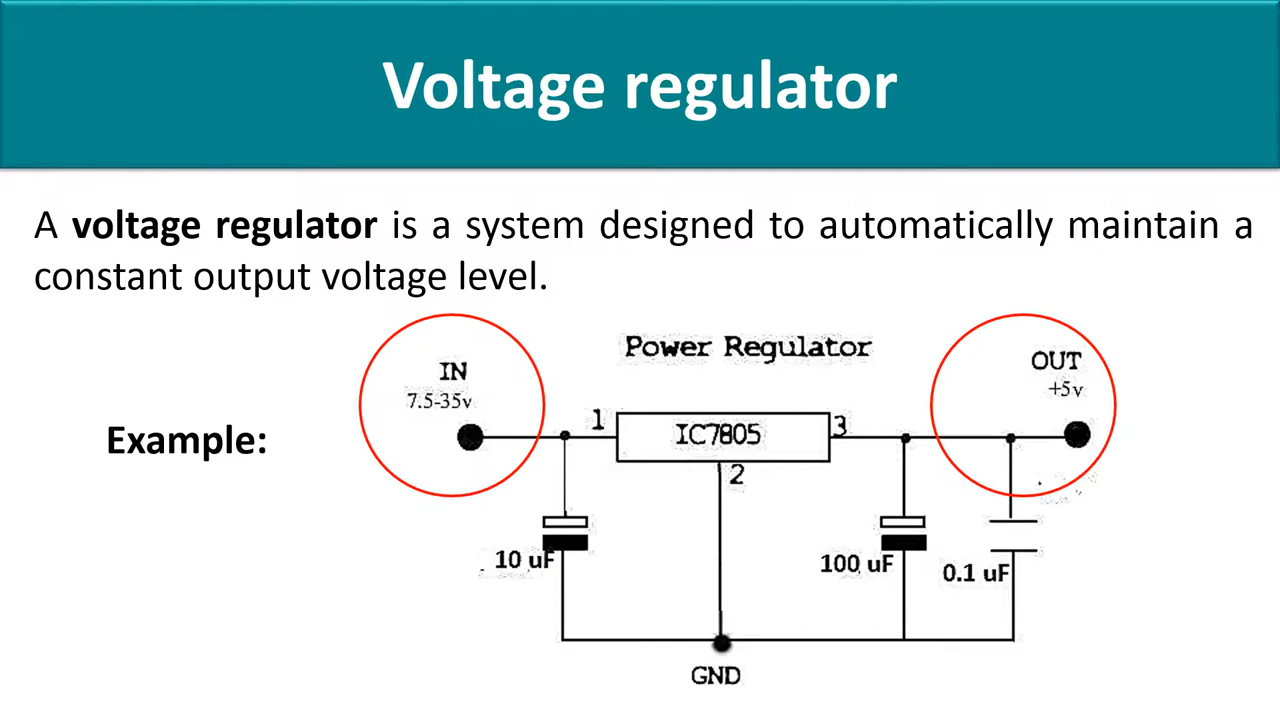 Voltage regulator
A voltage regulator is a system designed to automatically maintain a
constant output voltage level.
Power Regulator
IN
7.5-35v
OUT
+5v
Example:
1
IC7805
3
2
10 uF
100 uF
0.1 uF
GND